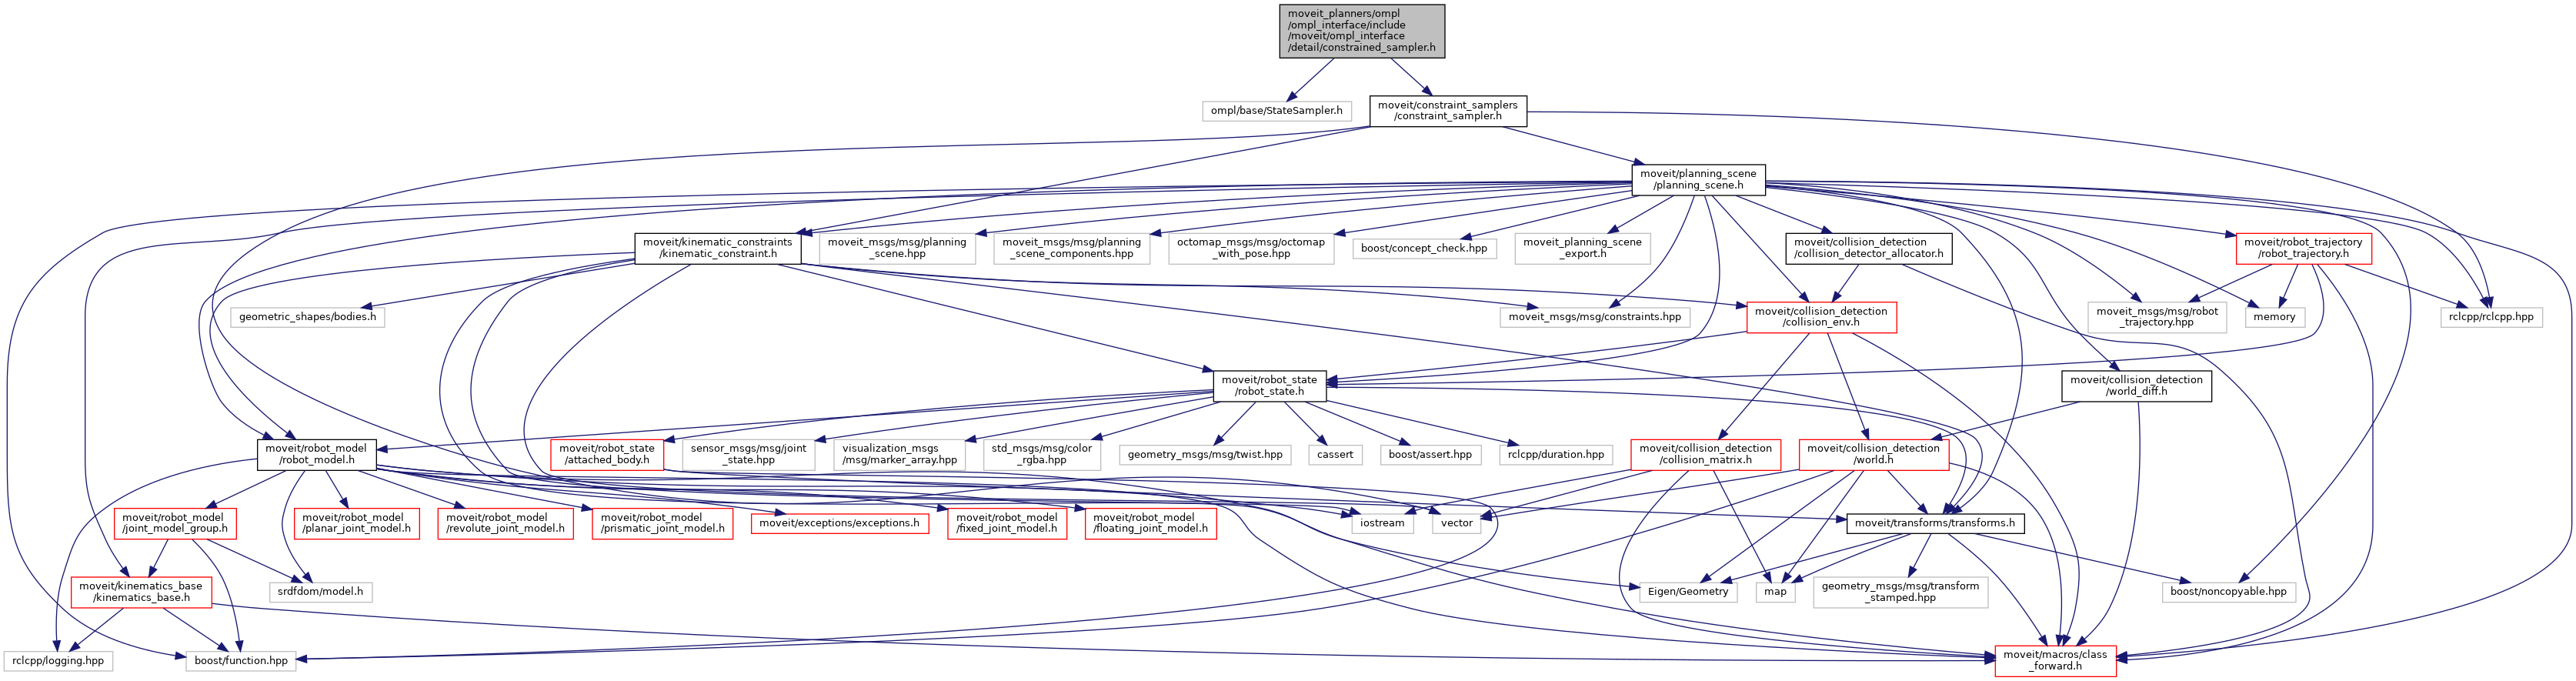 moveit_planners/ompl
/ompl_interface/include
/moveit/ompl_interface
/detail/constrained_sampler.h
ompl/base/StateSampler.h
moveit/constraint_samplers
/constraint_sampler.h
moveit/planning_scene
/planning_scene.h
moveit/kinematic_constraints
/kinematic_constraint.h
moveit_msgs/msg/planning
_scene.hpp
moveit_msgs/msg/planning
_scene_components.hpp
octomap_msgs/msg/octomap
_with_pose.hpp
boost/concept_check.hpp
moveit_planning_scene
_export.h
moveit/collision_detection
/collision_detector_allocator.h
moveit/robot_trajectory
/robot_trajectory.h
geometric_shapes/bodies.h
moveit_msgs/msg/constraints.hpp
moveit/collision_detection
/collision_env.h
moveit_msgs/msg/robot
_trajectory.hpp
memory
rclcpp/rclcpp.hpp
moveit/robot_state
/robot_state.h
moveit/collision_detection
/world_diff.h
moveit/robot_model
/robot_model.h
moveit/robot_state
/attached_body.h
sensor_msgs/msg/joint
_state.hpp
visualization_msgs
/msg/marker_array.hpp
std_msgs/msg/color
_rgba.hpp
geometry_msgs/msg/twist.hpp
cassert
boost/assert.hpp
rclcpp/duration.hpp
moveit/collision_detection
/collision_matrix.h
moveit/collision_detection
/world.h
moveit/robot_model
/joint_model_group.h
moveit/robot_model
/planar_joint_model.h
moveit/robot_model
/revolute_joint_model.h
moveit/robot_model
/prismatic_joint_model.h
moveit/exceptions/exceptions.h
moveit/robot_model
/fixed_joint_model.h
moveit/robot_model
/floating_joint_model.h
iostream
vector
moveit/transforms/transforms.h
moveit/kinematics_base
/kinematics_base.h
srdfdom/model.h
Eigen/Geometry
map
geometry_msgs/msg/transform
_stamped.hpp
boost/noncopyable.hpp
rclcpp/logging.hpp
boost/function.hpp
moveit/macros/class
_forward.h